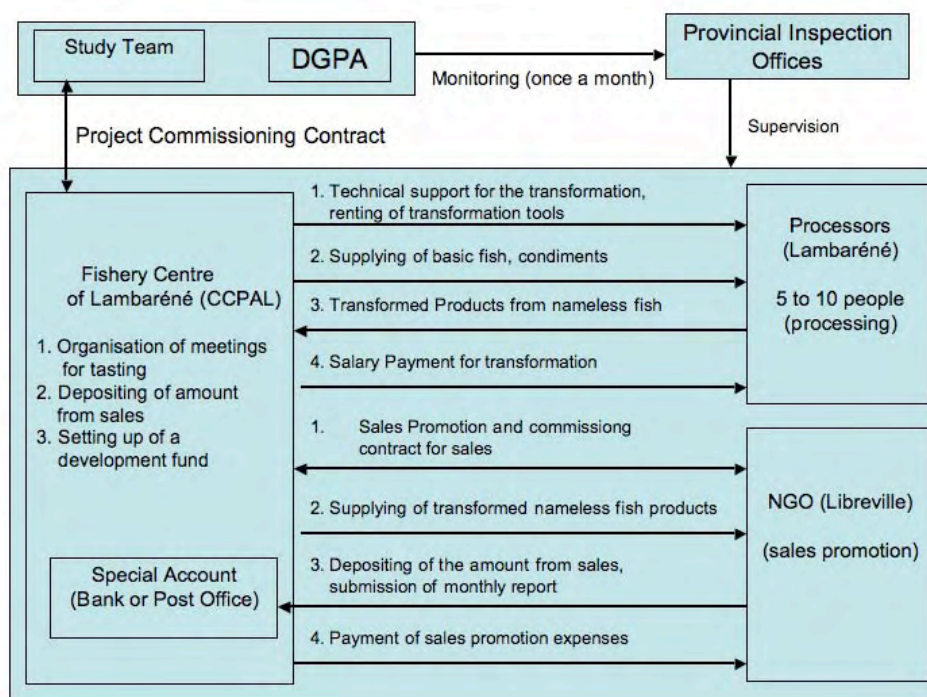 Study Team
DGPA
Provincial Inspection
Offices
Monitoring (once a month)
Project Commissioning Contract
Supervision
Fishery Centre
of Lambaréné (CCPAL)
1. Organisation of meetings
for tasting
2. Depositing of amount
from sales
3. Setting up of a
development fund
Special Account
(Bank or Post Office)
1. Technical support for the transformation,
renting of transformation tools
2. Supplying of basic fish, condiments
3. Transformed Products from nameless fish
4. Salary Payment for transformation
1. Sales Promotion and commissiong
contract for sales
2. Supplying of transformed nameless fish products
3. Depositing of the amount from sales,
submission of monthly report
4. Payment of sales promotion expenses
Processors
(Lambaréné)
5 to 10 people
(processing)
NGO (Libreville)
(sales promotion)